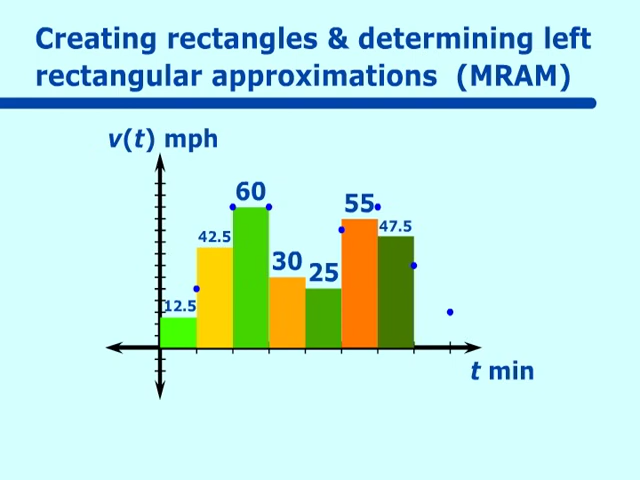 Creating rectangles & determining left
rectangular approximations (MRAM)
v(t) mph
60
55
47.5
42.5
30
25
12.5
t min